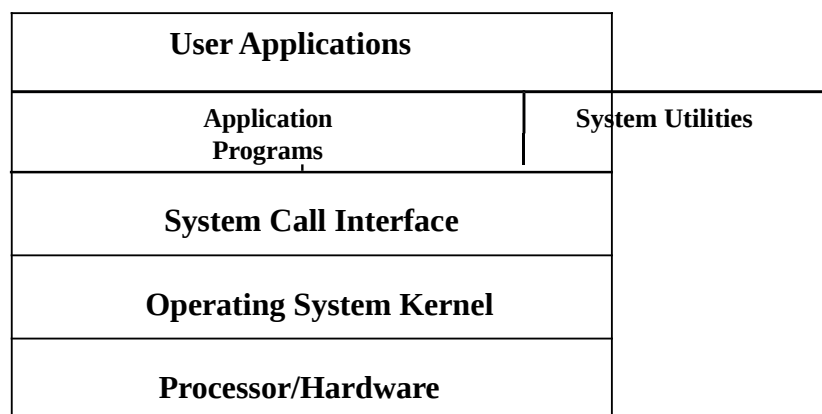 User Applications
Application
Programs
System Utilities
System Call Interface
Operating System Kernel
Processor/Hardware